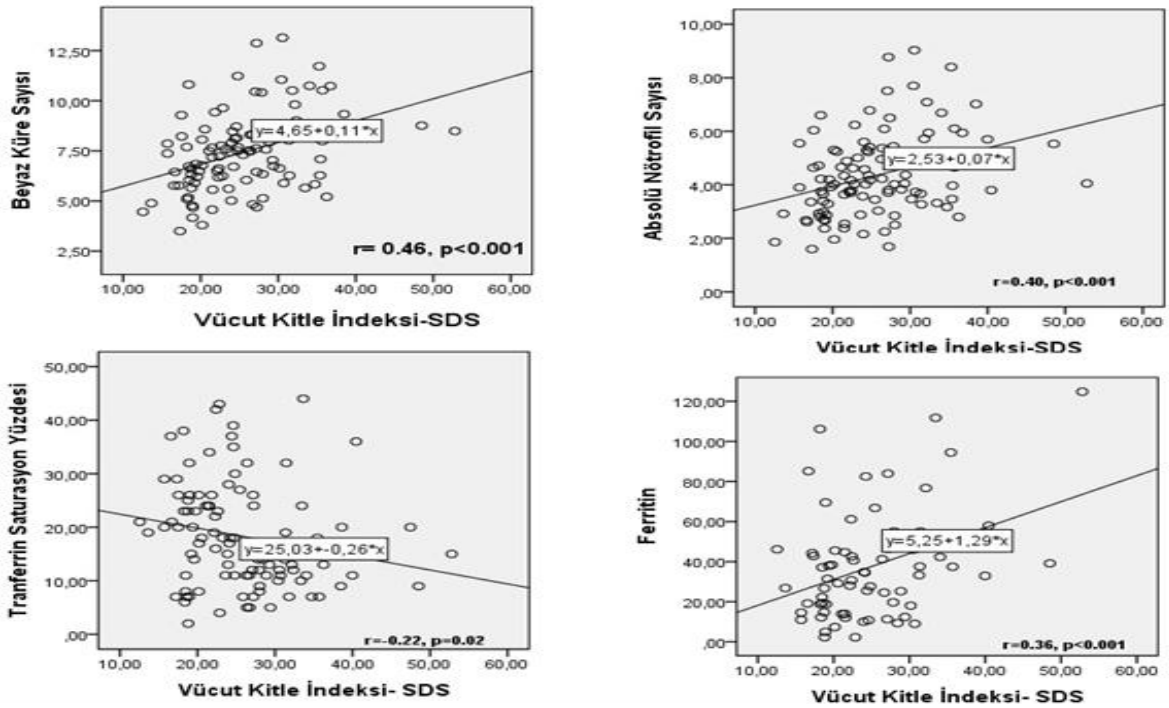 Beyaz Küre Sayısı
12,50
10,00
7,50
5,00
2,50
y=4,65+0,11*x
r= 0.46, p<0.001
10,00 20,00 30,00 40,00 50,00 60,00
Vücut Kitle İndeksi-SDS
Absolü Nötrofil Sayısı
10,00
8,00
6,00
4,00
2,00
,00
y=2,53+0,07*x
r=0.40, p<0.001
10,00 20,00 30,00 40,00 50,00 60,00
Vücut Kitle İndeksi-SDS
Tranferrin Saturasyon Yüzdesi
50,00
40,00
30,00
20,00
10,00
,00
y=25,03+-0,26*x
r=-0.22, p=0.02
10,00 20,00 30,00 40,00 50,00 60,00
Vücut Kitle İndeksi- SDS
Ferritin
120,00
100,00
80,00
60,00
40,00
20,00
,00
y=5,25+1,29*x
r=0.36, p<0.001
10,00 20,00 30,00 40,00 50,00 60,00
Vücut Kitle İndeksi- SDS